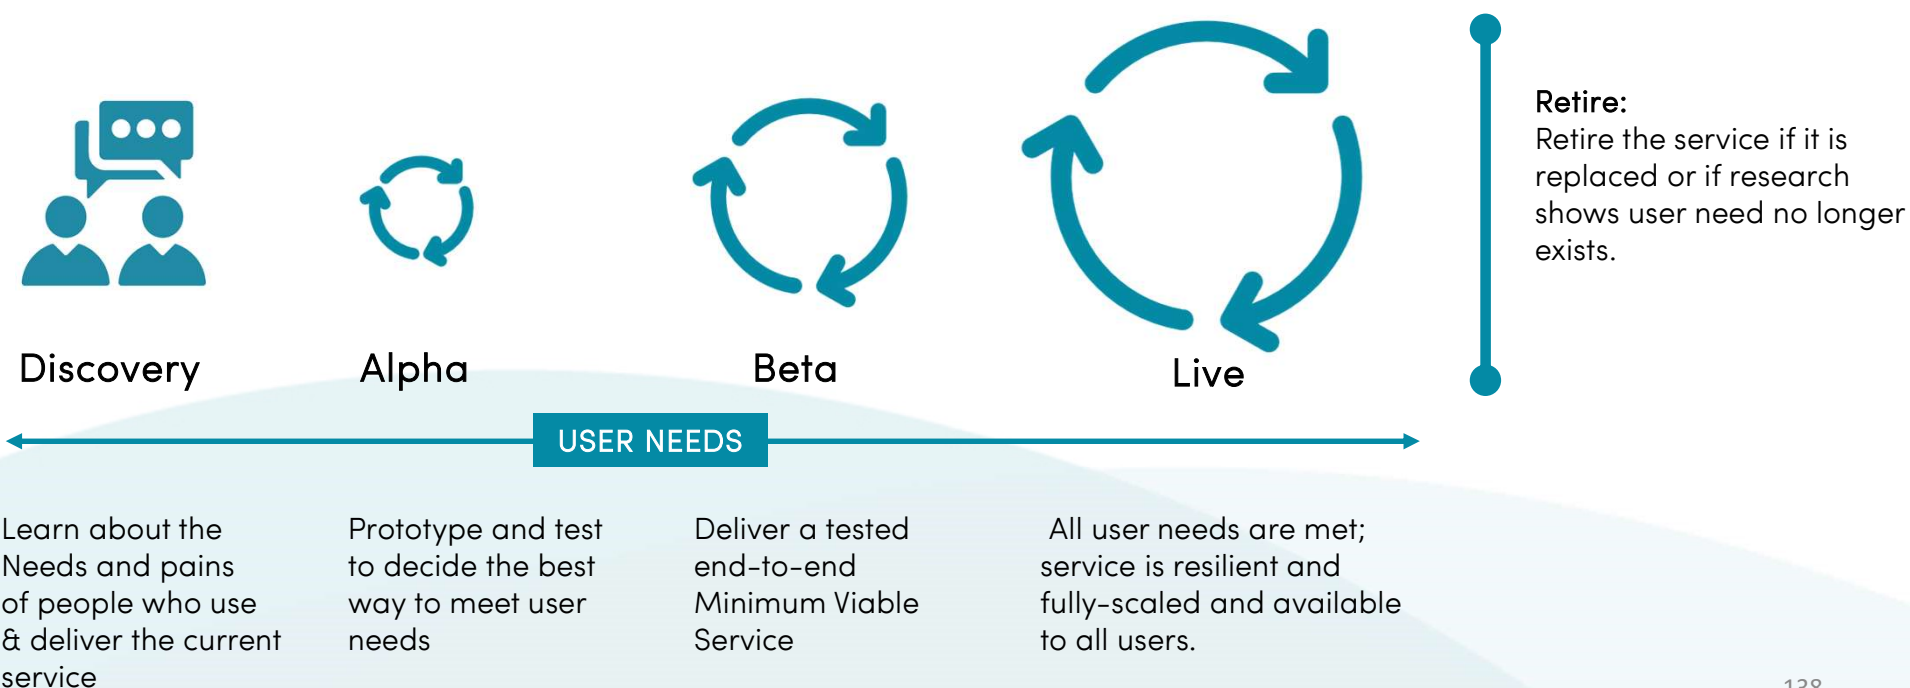 Discovery
Alpha
Beta
Live
USER NEEDS
Learn about the
Needs and pains
of people who use
& deliver the current
service
Prototype and test
to decide the best
way to meet user
needs
Deliver a tested
end-to-end
Minimum Viable
Service
All user needs are met;
service is resilient and
fully-scaled and available
to all users.
Retire:
Retire the service if it is
replaced or if research
shows user need no longer
exists.
138